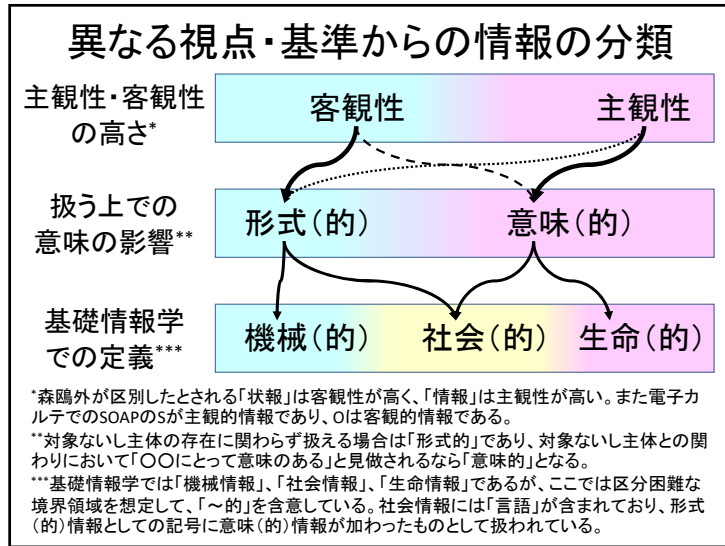 異なる視点・基準からの情報の分類
主観性・客観性
の高さ*
客観性 主観性
扱う上での
意味の影響**
形式(的) 意味(的)
基礎情報学
での定義***
機械(的) 社会(的) 生命(的)
*森鴎外が区別したとされる「状報」は客観性が高く、「情報」は主観性が高い。また電子カ
ルテでのSOAPのSが主観的情報であり、Oは客観的情報である。
**対象ないし主体の存在に関わらず扱える場合は「形式的」であり、対象ないし主体との関
わりにおいて「〇〇にとって意味のある」と見做されるなら「意味的」となる。
***基礎情報学では「機械情報」、「社会情報」、「生命情報」であるが、ここでは区分困難な
境界領域を想定して、「～的」を含意している。社会情報には「言語」が含まれており、形式
(的)情報としての記号に意味(的)情報が加わったものとして扱われている。